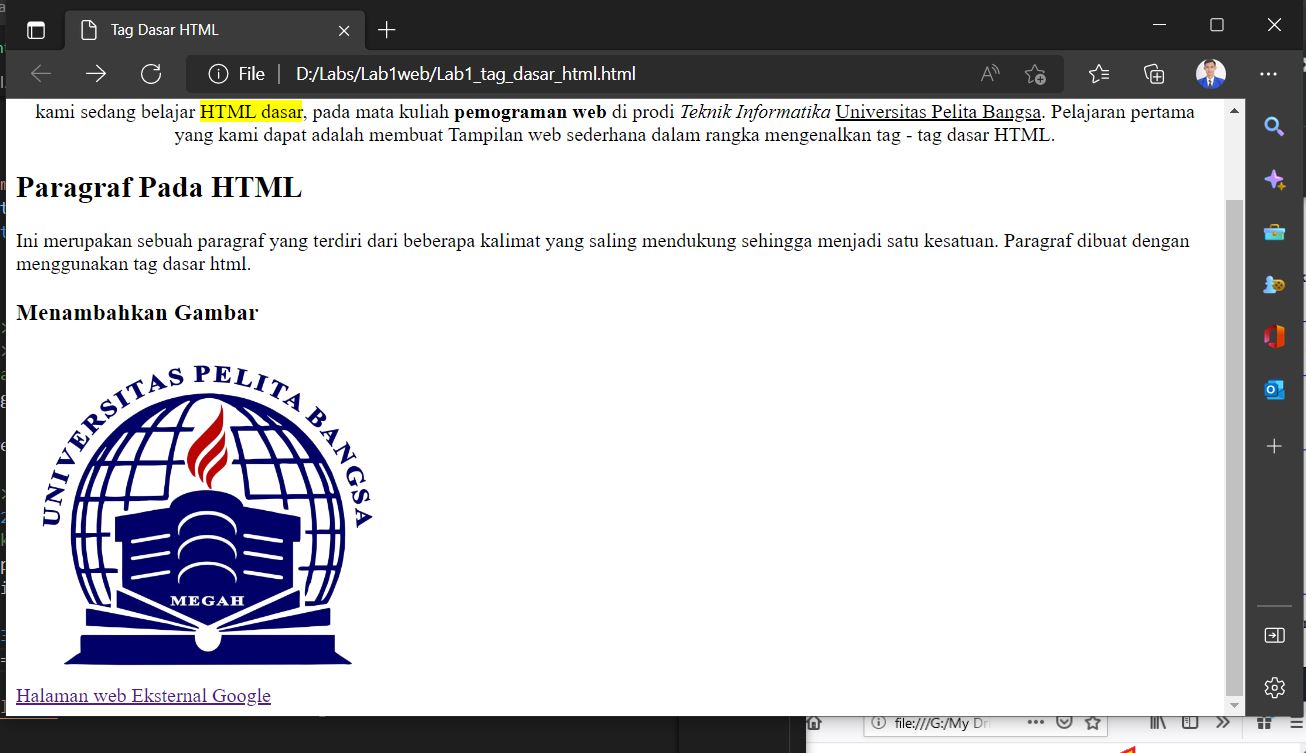 Tag Dasar HTML
File
D:/Labs/Lab1web/Lab1_tag_dasar_html.html
kami sedang belajar HTML dasar, pada mata kuliah pemograman web di prodi Teknik Informatika Universitas Pelita Bangsa. Pelajaran pertama
yang kami dapat adalah membuat Tampilan web sederhana dalam rangka mengenalkan tag - tag dasar HTML.
Paragraf Pada HTML
Ini merupakan sebuah paragraf yang terdiri dari beberapa kalimat yang saling mendukung sehingga menjadi satu kesatuan. Paragraf dibuat dengan
menggunakan tag dasar html.
Menambahkan Gambar
UNIVERSITAS PELITA BANGSA
MEGAH
Halaman web Eksternal Google
file:///G:/My Dri